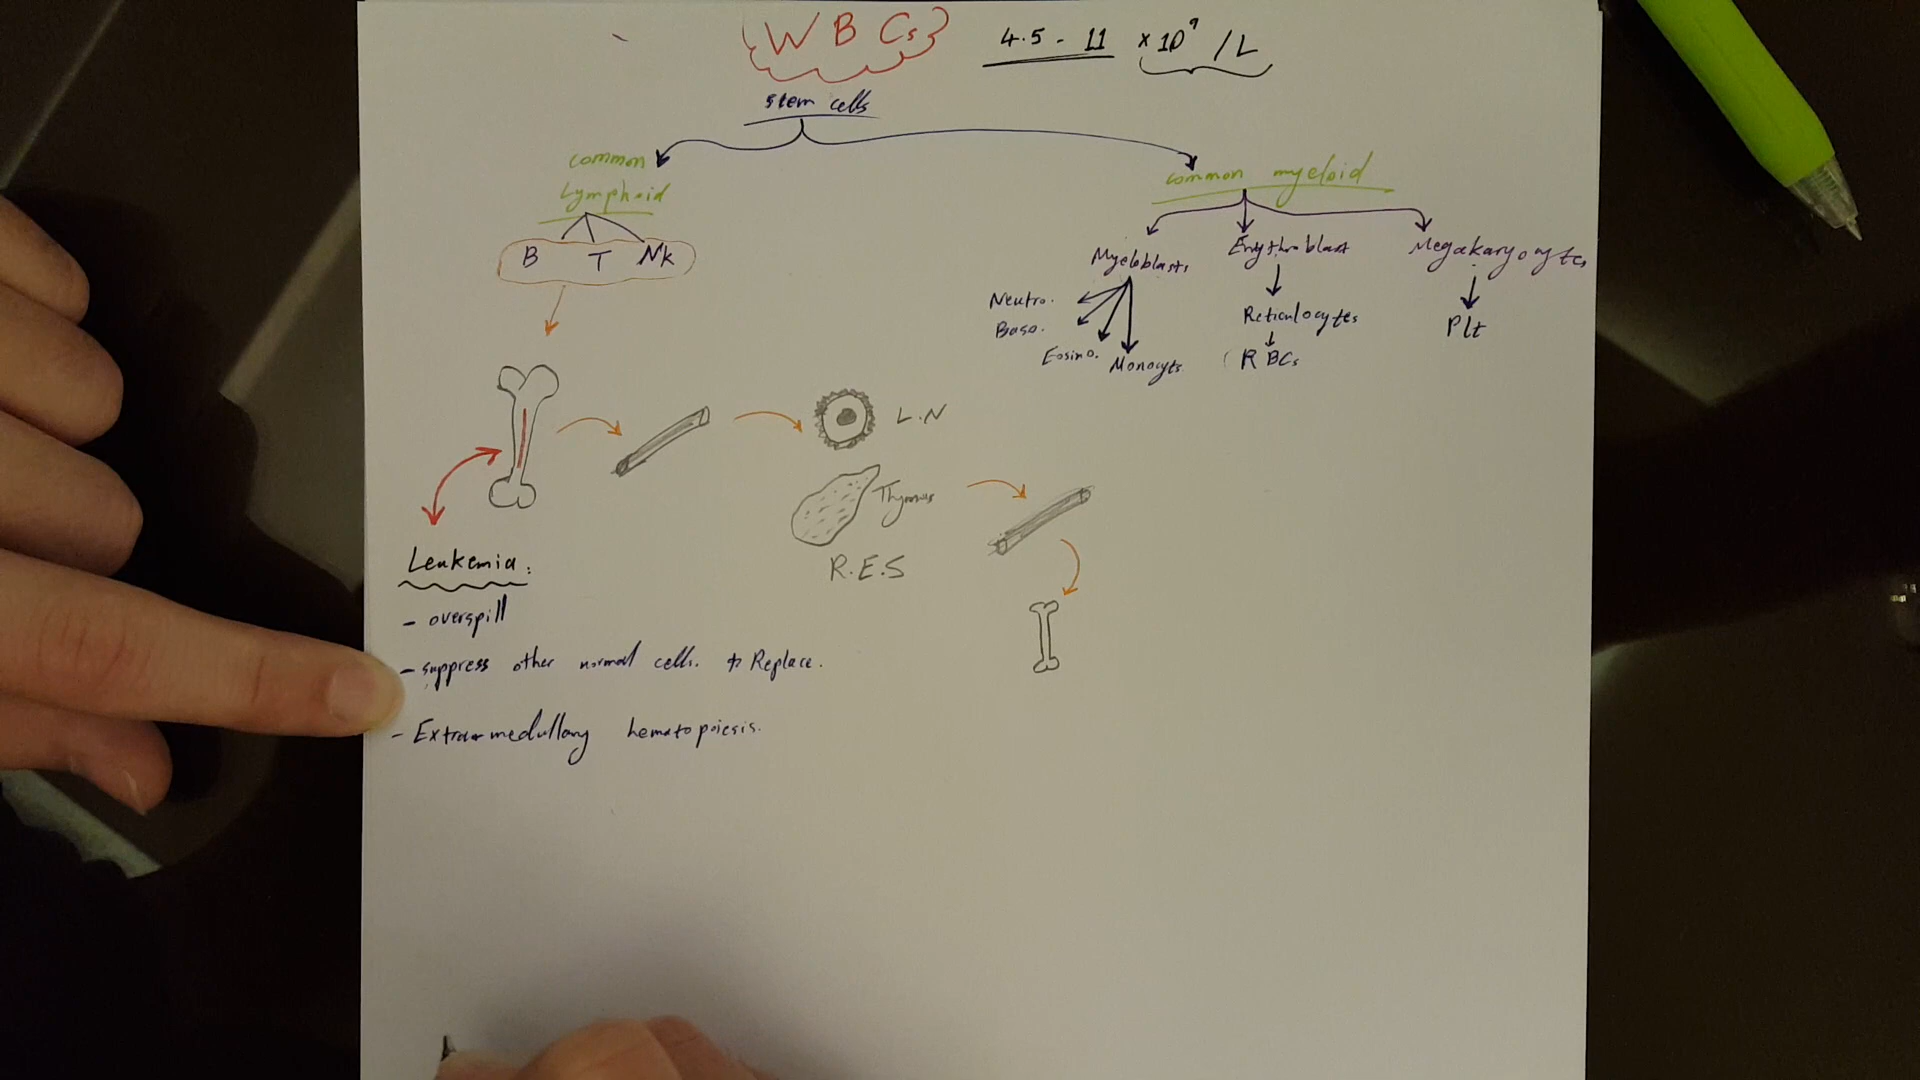 WBCs 4.5 - 11 ×10⁹ /L
stem cells
common
Lymphoid
common myeloid
B T NK
Myeloblasts
Erythroblast
Megakaryocytes
Neutro.
Baso.
Eosino.
Monocyts
Reticulocytes
RBCs
Plt
L.N
Thymus
R.E.S
Leukemia:
- overspill
- suppress other normal cells. & Replace.
- Extramedullary hematopoiesis.